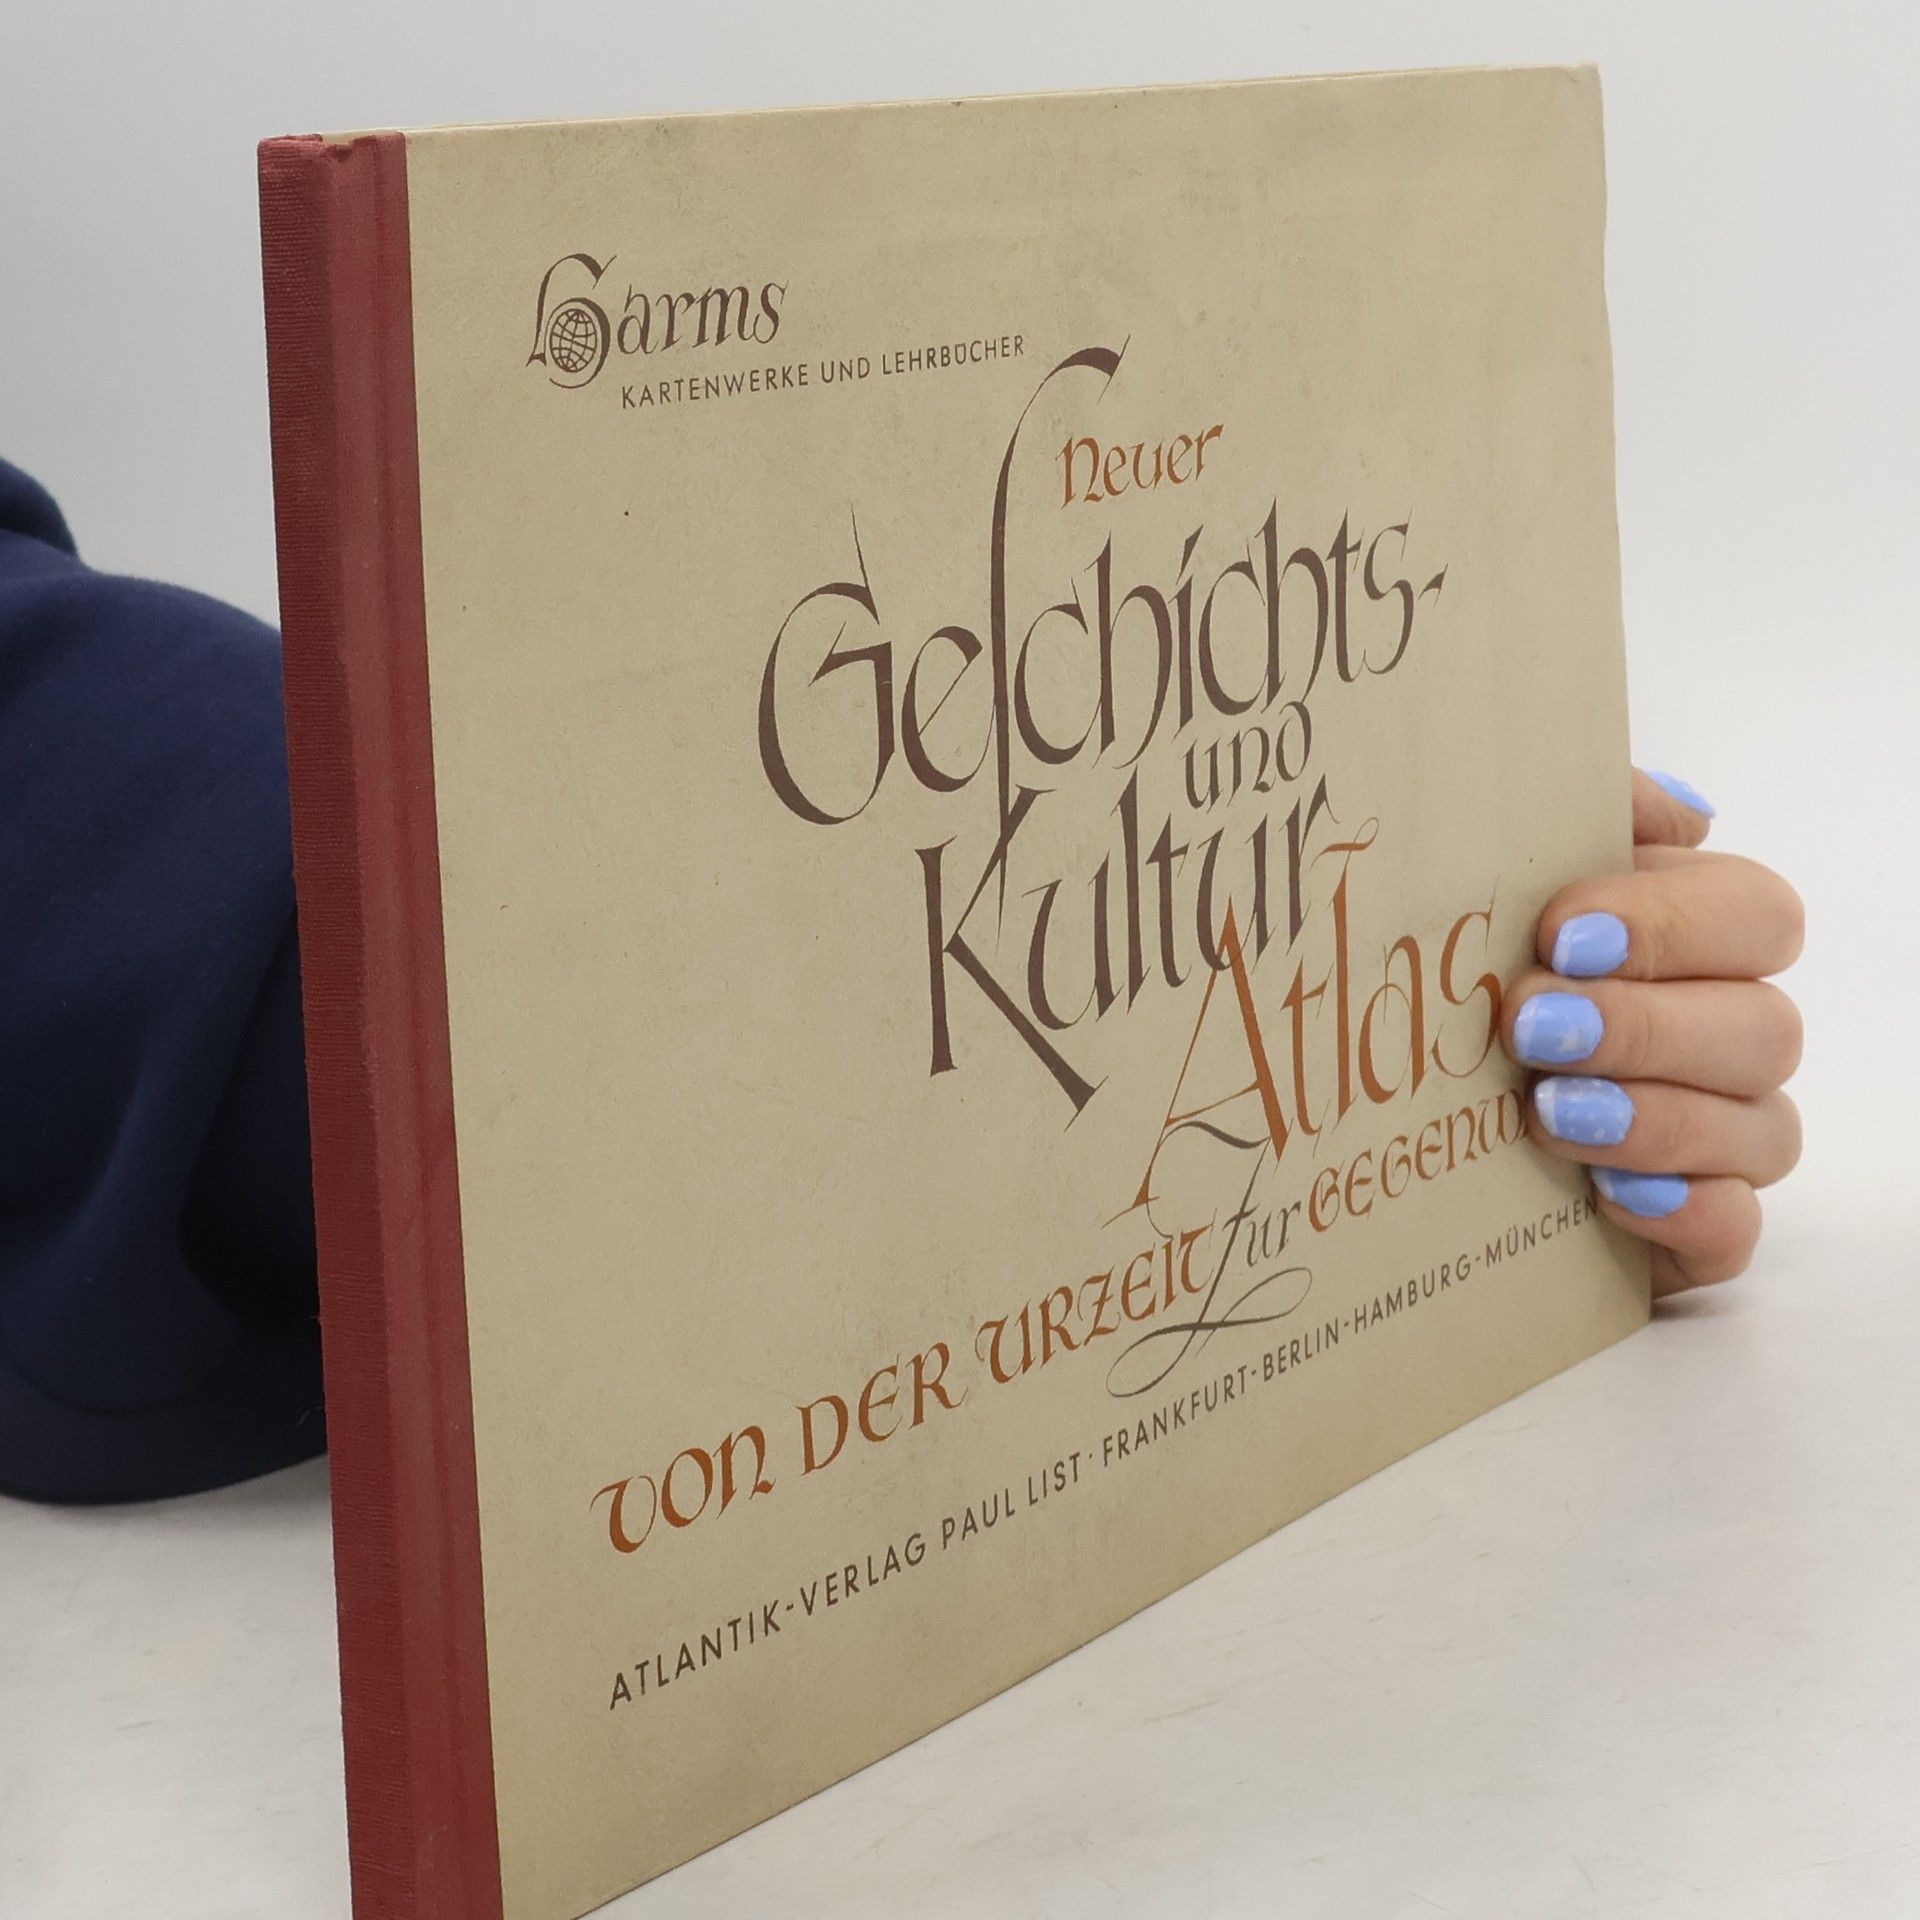 Harms
KARTENWERKE UND LEHRBÜCHER
Neuer
Geschichts-
und
Kultur-
Atlas
VON DER URZEIT zur
ATLANTIK-VERLAG PAUL LIST · FRANKFURT-BERLIN-HAMBURG-MÜNCHEN